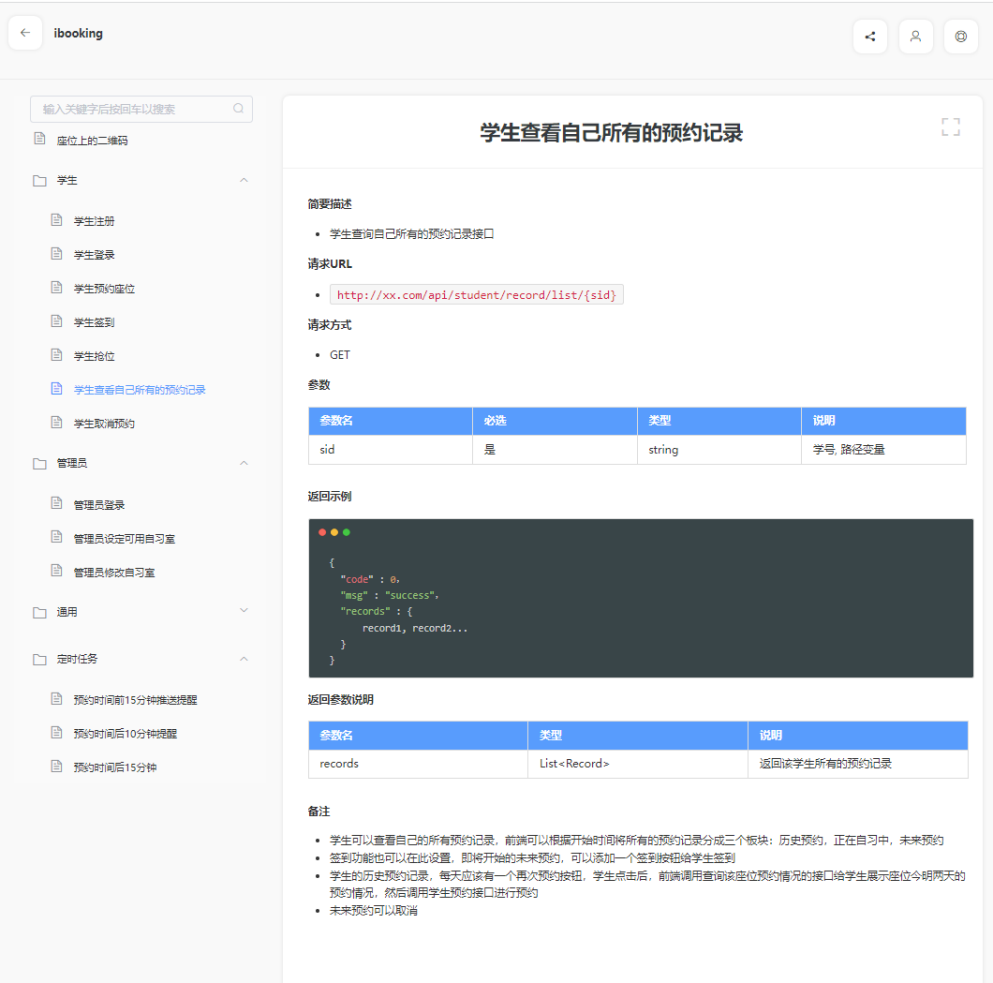 ibooking
输入关键字后按回车以搜索
座位上的二维码
学生
学生注册
学生登录
学生预约座位
学生签到
学生抢位
学生查看自己所有的预约记录
学生取消预约
管理员
管理员登录
管理员设定可用自习室
管理员修改自习室
通用
定时任务
预约时间前15分钟推送提醒
预约时间后10分钟提醒
预约时间后15分钟
学生查看自己所有的预约记录
简要描述
学生查询自己所有的预约记录接口
请求URL
http://xx.com/api/student/record/list/{sid}
请求方式
GET
参数
参数名 必选 类型 说明
sid 是 string 学号, 路径变量
返回示例
{
"code" : 0,
"msg" : "success",
"records" : {
record1, record2...
}
}
返回参数说明
参数名 类型 说明
records List<Record> 返回该学生所有的预约记录
备注
学生可以查看自己的所有预约记录，前端可以根据开始时间将所有的预约记录分成三个板块：历史预约，正在自习中，未来预约
签到功能也可以在此设置，即将开始的未来预约，可以添加一个签到按钮给学生签到
学生的历史预约记录，每天应该有一个再次预约按钮，学生点击后，前端调用查询该座位预约情况的接口给学生展示座位今明两天的
预约情况，然后调用学生预约接口进行预约
未来预约可以取消